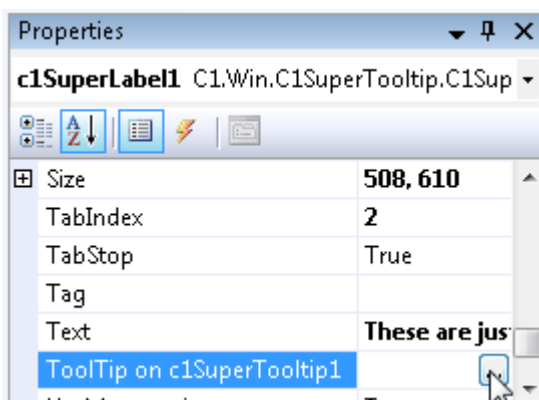 Properties
c1SuperLabel1 C1.Win.C1SuperTooltip.C1Sup
Size 508, 610
TabIndex 2
TabStop True
Tag
Text These are jus
ToolTip on c1SuperTooltip1 ...